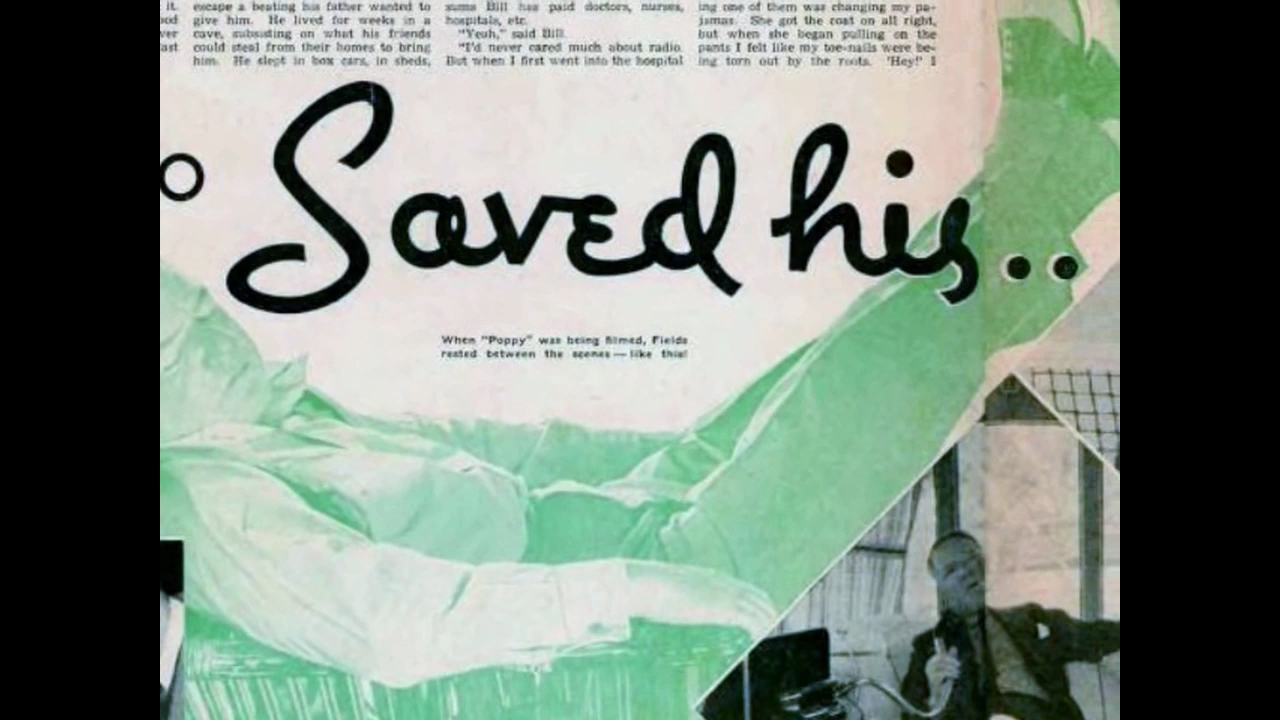 it.
escape a beating his father wanted to
give him. He lived for weeks in a
cave, subsisting on what his friends
could steal from their homes to bring
him. He slept in box cars, in sheds,
sums Bill has paid doctors, nurses,
hospitals, etc.
"Yeah," said Bill.
"I'd never cared much about radio.
But when I first went into the hospital
ing one of them was changing my pa-
jamas. She got the coat on all right,
but when she began pulling on the
pants I felt like my toe-nails were be-
ing torn out by the roots. 'Hey!' I
o Saved his..
When "Poppy" was being filmed, Fields
rested between the scenes—like this!